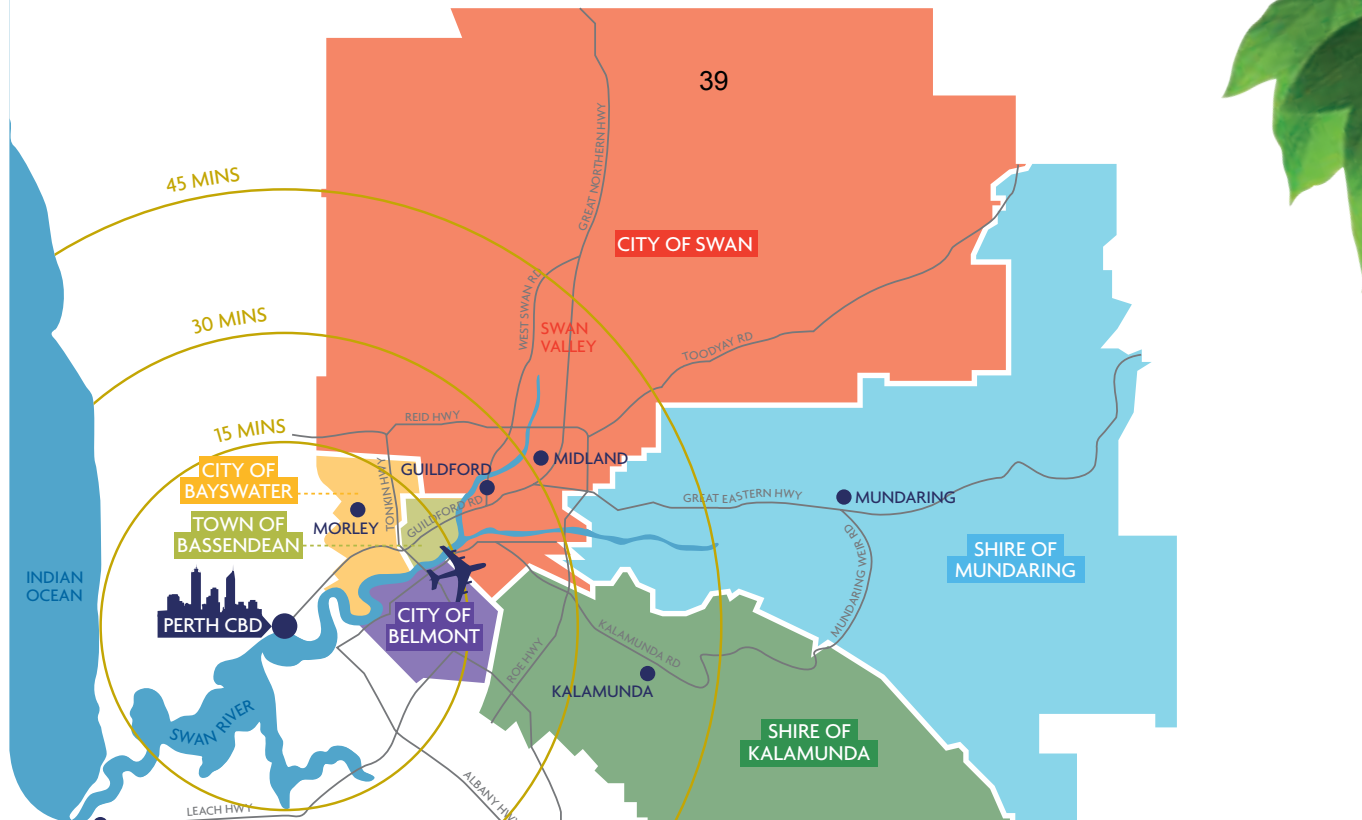 39
45 MINS
GREAT NORTHERN HWY
CITY OF SWAN
30 MINS
WEST SWAN RD
SWAN
VALLEY
TOODYAY RD
15 MINS
REID HWY
CITY OF
BAYSWATER
TONKIN HWY
GUILDFORD
MIDLAND
GREAT EASTERN HWY
MUNDARING
MORLEY
GUILDFORD RD
TOWN OF
BASSENDEAN
MUNDARING WEIR RD
SHIRE OF
MUNDARING
INDIAN
OCEAN
PERTH CBD
CITY OF
BELMONT
ROE HWY
KALAMUNDA RD
KALAMUNDA
SWAN RIVER
SHIRE OF
KALAMUNDA
ALBANY HWY
LEACH HWY